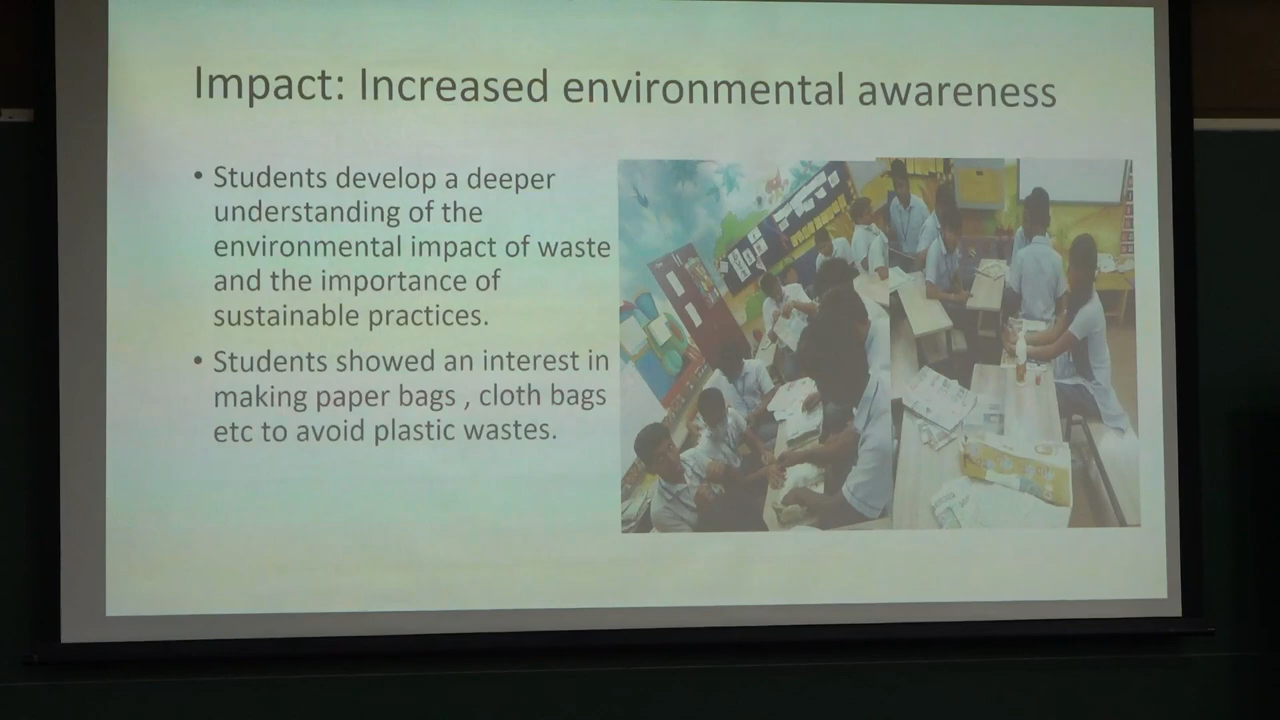 Impact: Increased environmental awareness
• Students develop a deeper
understanding of the
environmental impact of waste
and the importance of
sustainable practices.
• Students showed an interest in
making paper bags , cloth bags
etc to avoid plastic wastes.